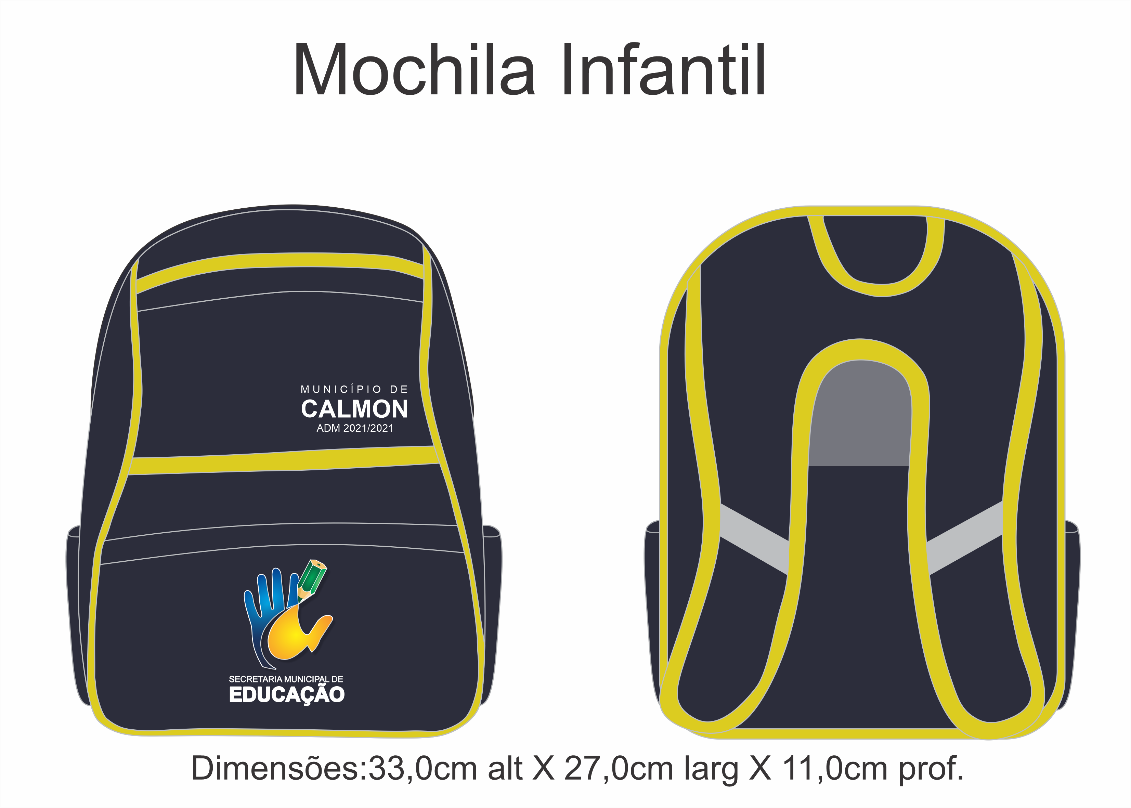 Mochila Infantil
MUNICÍPIO DE
CALMON
ADM 2021/2021
SECRETARIA MUNICIPAL DE
EDUCAÇÃO
Dimensões:33,0cm alt X 27,0cm larg X 11,0cm prof.